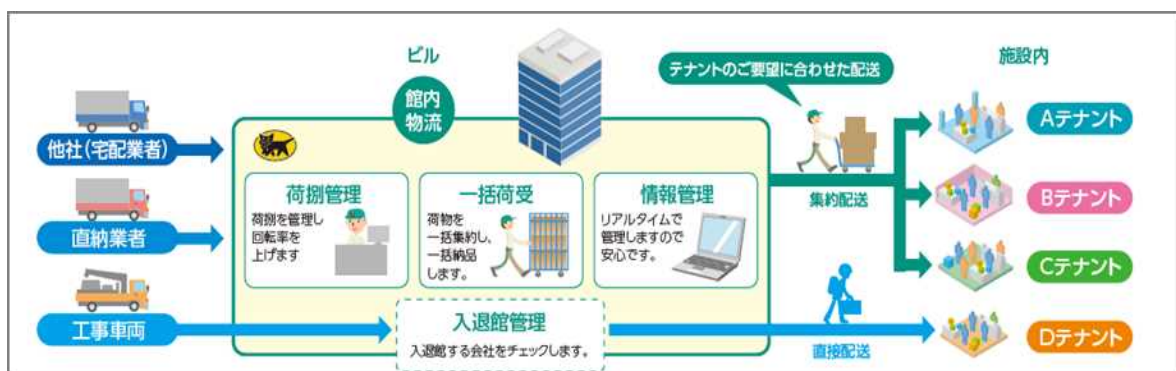 ビル
館内
物流
テナントのご要望に合わせた配送
施設内
他社(宅配業者)
直納業者
工事車両
荷捌管理
荷捌を管理し
回転率を
上げます
一括荷受
荷物を
一括集約し、
一括納品
します。
情報管理
リアルタイムで
管理しますので
安心です。
入退館管理
入退館する会社をチェックします。
集約配送
直接配送
Aテナント
Bテナント
Cテナント
Dテナント